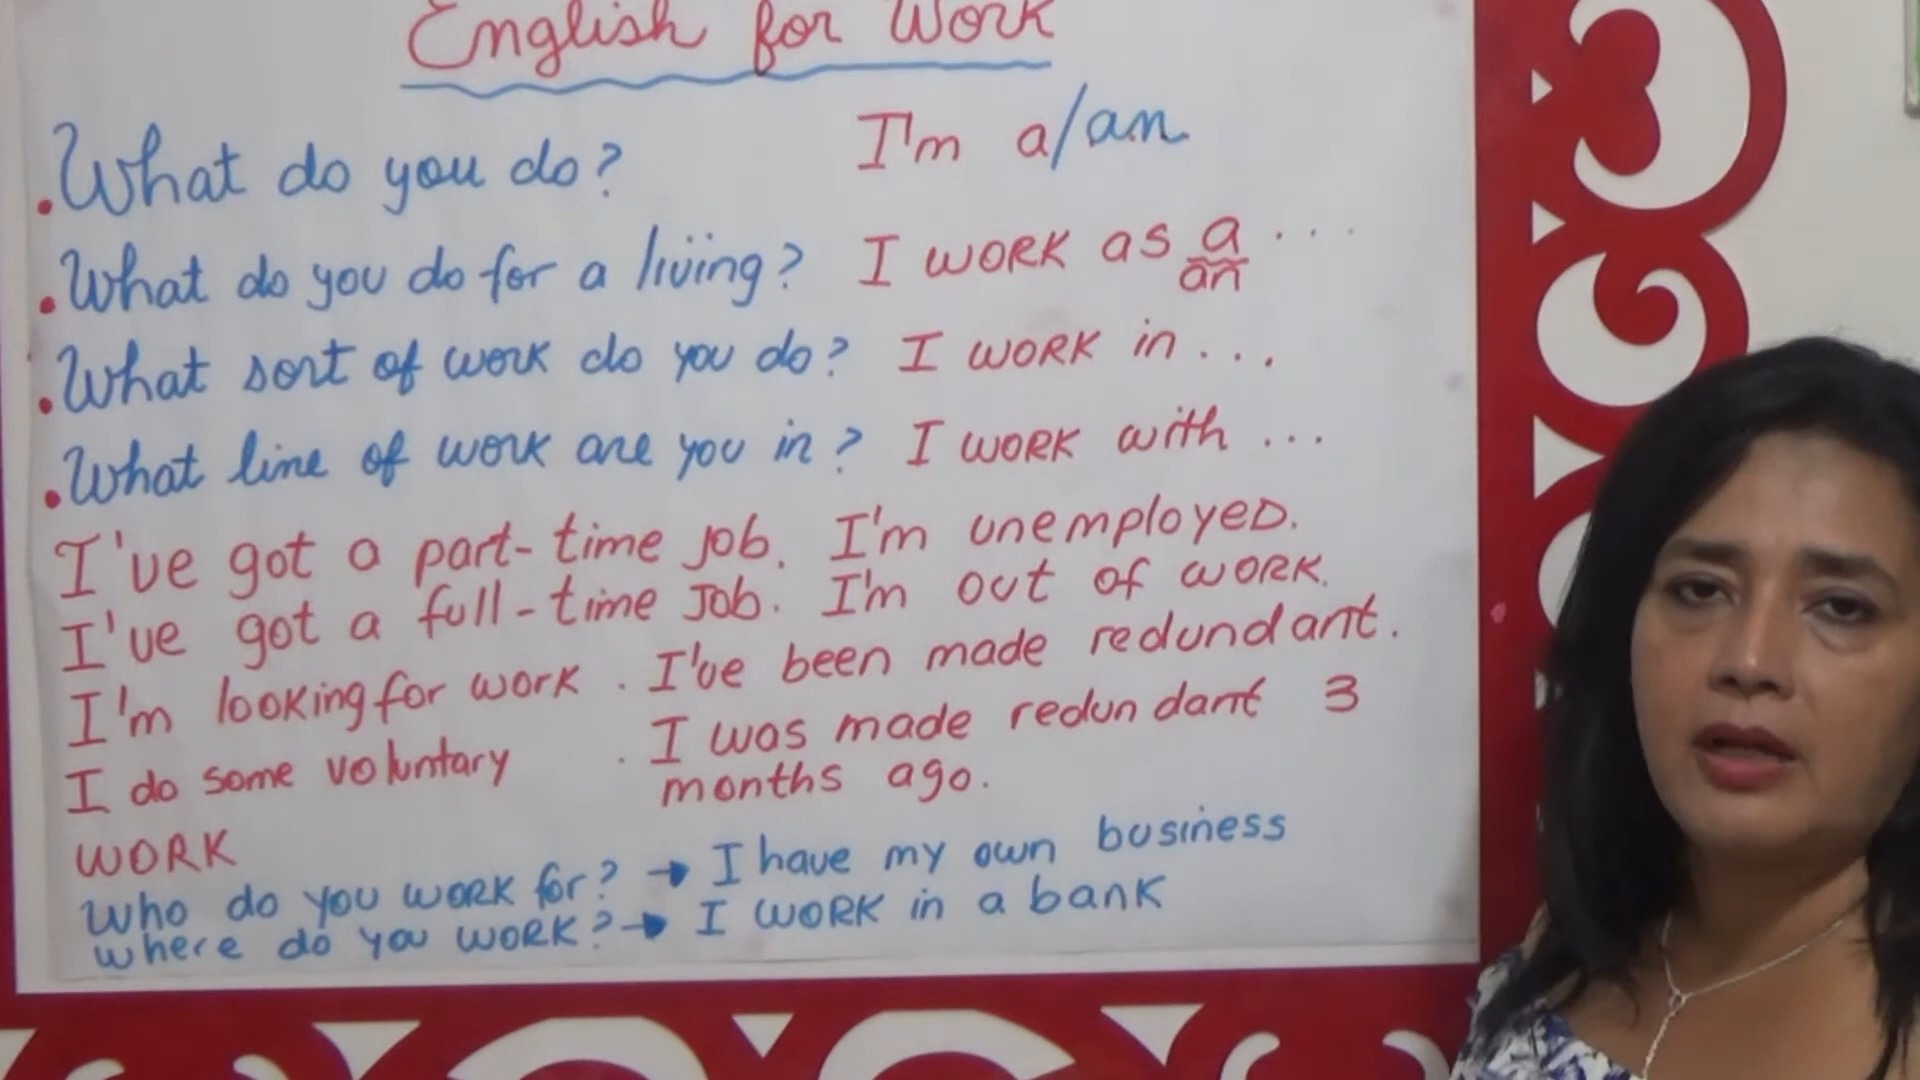 English for Work
.What do you do? I'm a/an
.What do you do for a living? I work as a/an ...
.What sort of work do you do? I work in ...
.What line of work are you in? I work with ...
I've got a part-time job. I'm unemployed.
I've got a full-time Job. I'm out of work.
I'm looking for work . I've been made redundant.
I do some voluntary . I was made redundant 3
WORK months ago.
Who do you work for? → I have my own business
where do you work? → I work in a bank